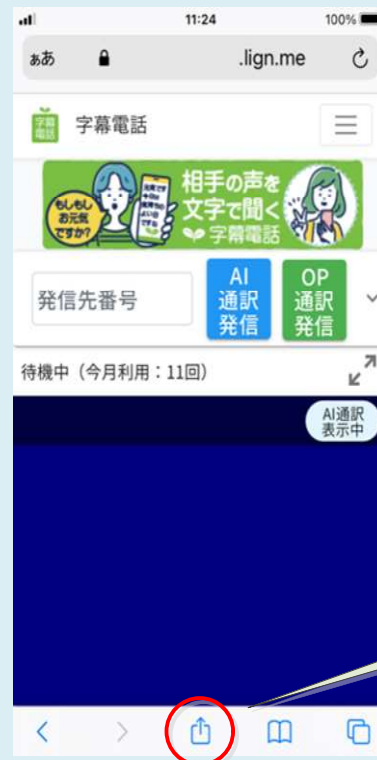 11:24
100%
ぁあ
.lign.me
字幕
電話
字幕電話
もしもし
お元気
ですか?
相手の声を
文字で聞く
字幕電話
発信先番号
AI
通訳
発信
OP
通訳
発信
待機中（今月利用：11回）
AI通訳
表示中